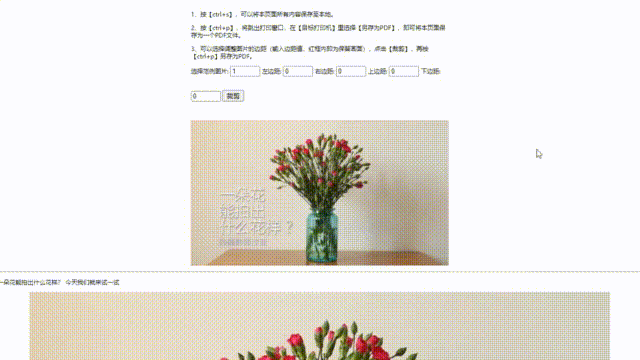 1、按【ctrl+s】，可以将本页面所有内容保存至本地。
2、按【ctrl+p】，将跳出打印窗口，在【目标打印机】里选择【另存为PDF】，即可将本页面保
存为一个PDF文件。
3、可以选择调整图片的边距（输入边距值，红框内即为保留画面），点击【裁剪】，再按
【ctrl+p】另存为PDF。
选择范例图片: 1 左边距: 0 右边距: 0 上边距: 0 下边距:
0 裁剪
一朵花
能拍出
什么花样？
一朵花能拍出什么花样？ 今天我们就来试一试